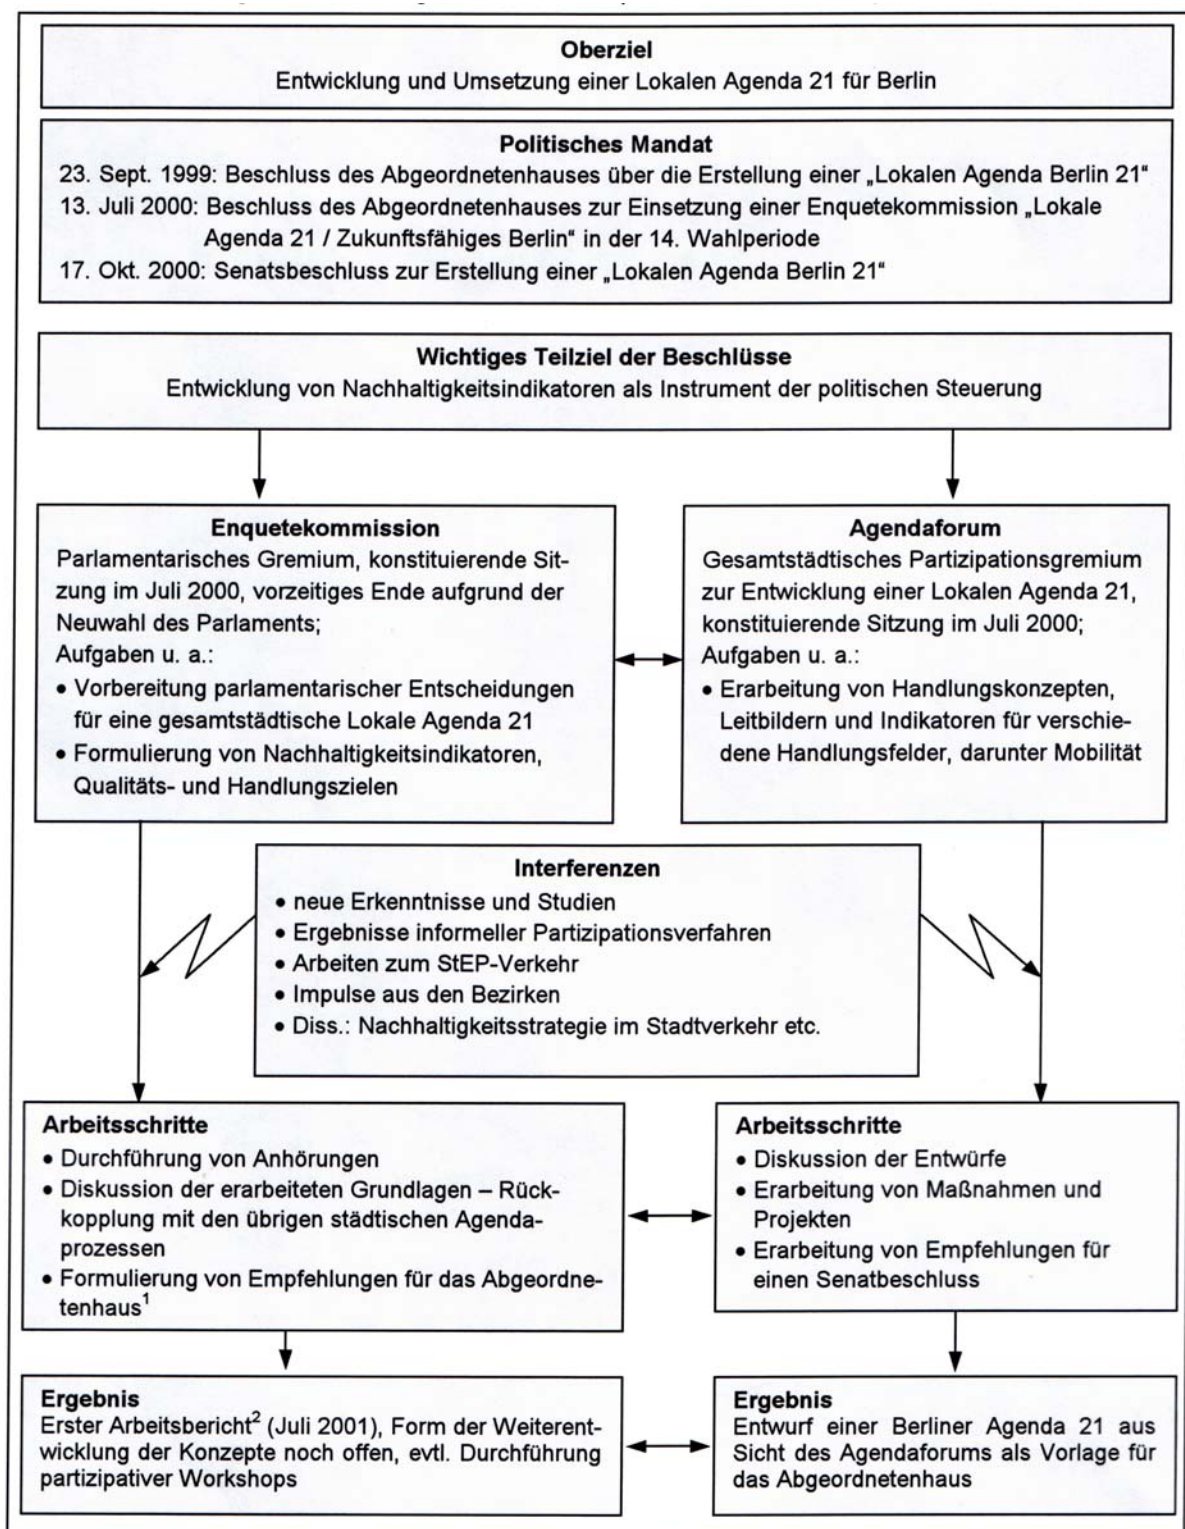 Oberziel
Entwicklung und Umsetzung einer Lokalen Agenda 21 für Berlin
Politisches Mandat
23. Sept. 1999: Beschluss des Abgeordnetenhauses über die Erstellung einer „Lokalen Agenda Berlin 21“
13. Juli 2000: Beschluss des Abgeordnetenhauses zur Einsetzung einer Enquetekommission „Lokale
Agenda 21 / Zukunftsfähiges Berlin“ in der 14. Wahlperiode
17. Okt. 2000: Senatsbeschluss zur Erstellung einer „Lokalen Agenda Berlin 21“
Wichtiges Teilziel der Beschlüsse
Entwicklung von Nachhaltigkeitsindikatoren als Instrument der politischen Steuerung
Enquetekommission
Parlamentarisches Gremium, konstituierende Sit-
zung im Juli 2000, vorzeitiges Ende aufgrund der
Neuwahl des Parlaments;
Aufgaben u. a.:
• Vorbereitung parlamentarischer Entscheidungen
für eine gesamtstädtische Lokale Agenda 21
• Formulierung von Nachhaltigkeitsindikatoren,
Qualitäts- und Handlungszielen
Agendaforum
Gesamtstädtisches Partizipationsgremium
zur Entwicklung einer Lokalen Agenda 21,
konstituierende Sitzung im Juli 2000;
Aufgaben u. a.:
• Erarbeitung von Handlungskonzepten,
Leitbildern und Indikatoren für verschie-
dene Handlungsfelder, darunter Mobilität
Interferenzen
• neue Erkenntnisse und Studien
• Ergebnisse informeller Partizipationsverfahren
• Arbeiten zum StEP-Verkehr
• Impulse aus den Bezirken
• Diss.: Nachhaltigkeitsstrategie im Stadtverkehr etc.
Arbeitsschritte
• Durchführung von Anhörungen
• Diskussion der erarbeiteten Grundlagen – Rück-
kopplung mit den übrigen städtischen Agenda-
prozessen
• Formulierung von Empfehlungen für das Abgeordne-
tenhaus¹
Arbeitsschritte
• Diskussion der Entwürfe
• Erarbeitung von Maßnahmen und
Projekten
• Erarbeitung von Empfehlungen für
einen Senatbeschluss
Ergebnis
Erster Arbeitsbericht² (Juli 2001), Form der Weiterent-
wicklung der Konzepte noch offen, evtl. Durchführung
partizipativer Workshops
Ergebnis
Entwurf einer Berliner Agenda 21 aus
Sicht des Agendaforums als Vorlage für
das Abgeordnetenhaus